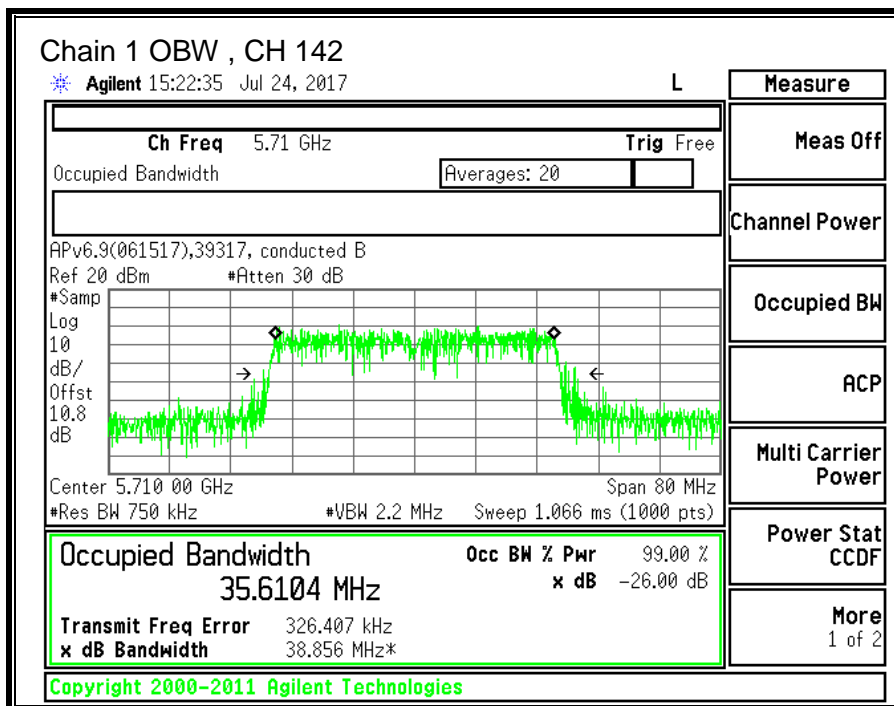 Chain 1 OBW , CH 142
Agilent 15:22:35 Jul 24, 2017 L
Measure
Ch Freq 5.71 GHz Trig Free
Meas Off
Occupied Bandwidth Averages: 20
Channel Power
APv6.9(061517),39317, conducted B
Ref 20 dBm #Atten 30 dB
#Samp
Log
10
dB/
Offst
10.8
dB
Occupied BW
ACP
Multi Carrier
Power
Center 5.710 00 GHz Span 80 MHz
#Res BW 750 kHz #VBW 2.2 MHz Sweep 1.066 ms (1000 pts)
Power Stat
CCDF
Occupied Bandwidth Occ BW % Pwr 99.00 %
35.6104 MHz x dB -26.00 dB
Transmit Freq Error 326.407 kHz
x dB Bandwidth 38.856 MHz*
More
1 of 2
Copyright 2000-2011 Agilent Technologies